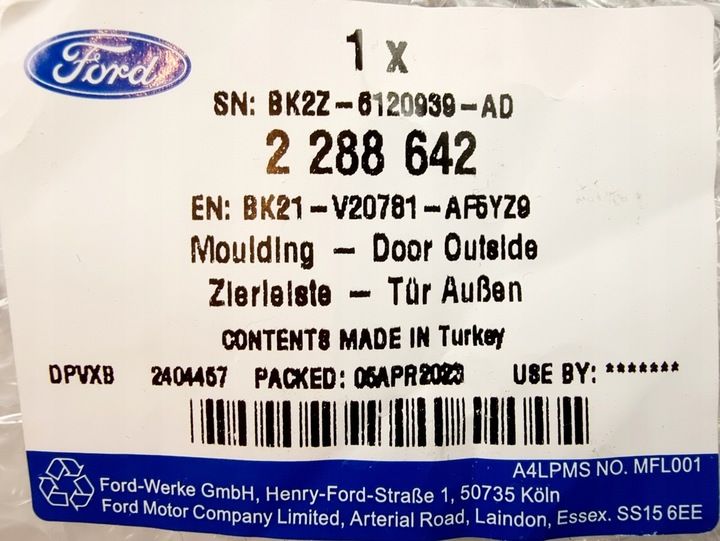 Ford
1 x
SN: BK2Z-6120939-AD
2 288 642
EN: BK21-V20781-AF5YZ9
Moulding - Door Outside
Zierleiste - Tür Außen
CONTENTS MADE IN Turkey
DPVXB 2404457 PACKED: 05APR2023 USE BY: *******
A4LPMS NO. MFL001
Ford-Werke GmbH, Henry-Ford-Straße 1, 50735 Köln
Ford Motor Company Limited, Arterial Road, Laindon, Essex. SS15 6EE